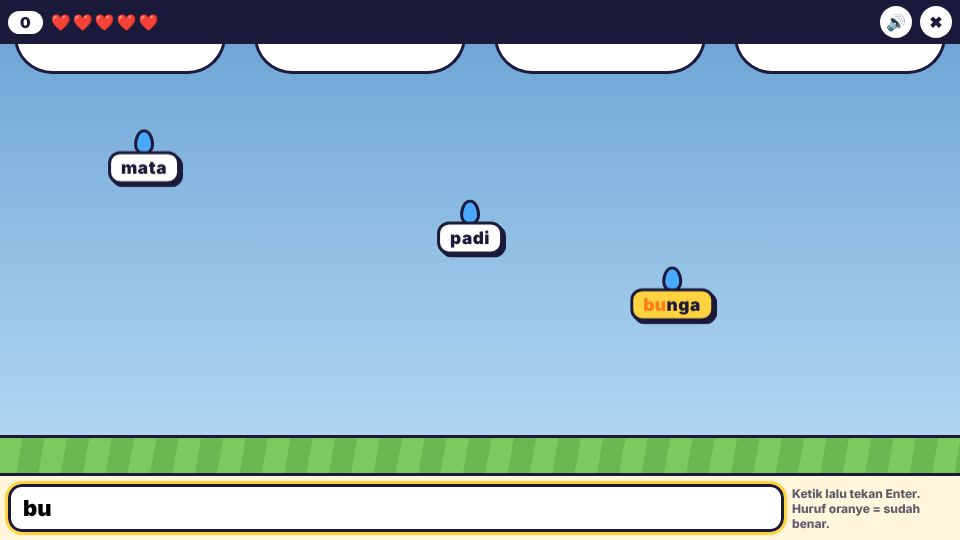 0
mata
padi
bunga
bu
Ketik lalu tekan Enter.
Huruf oranye = sudah
benar.